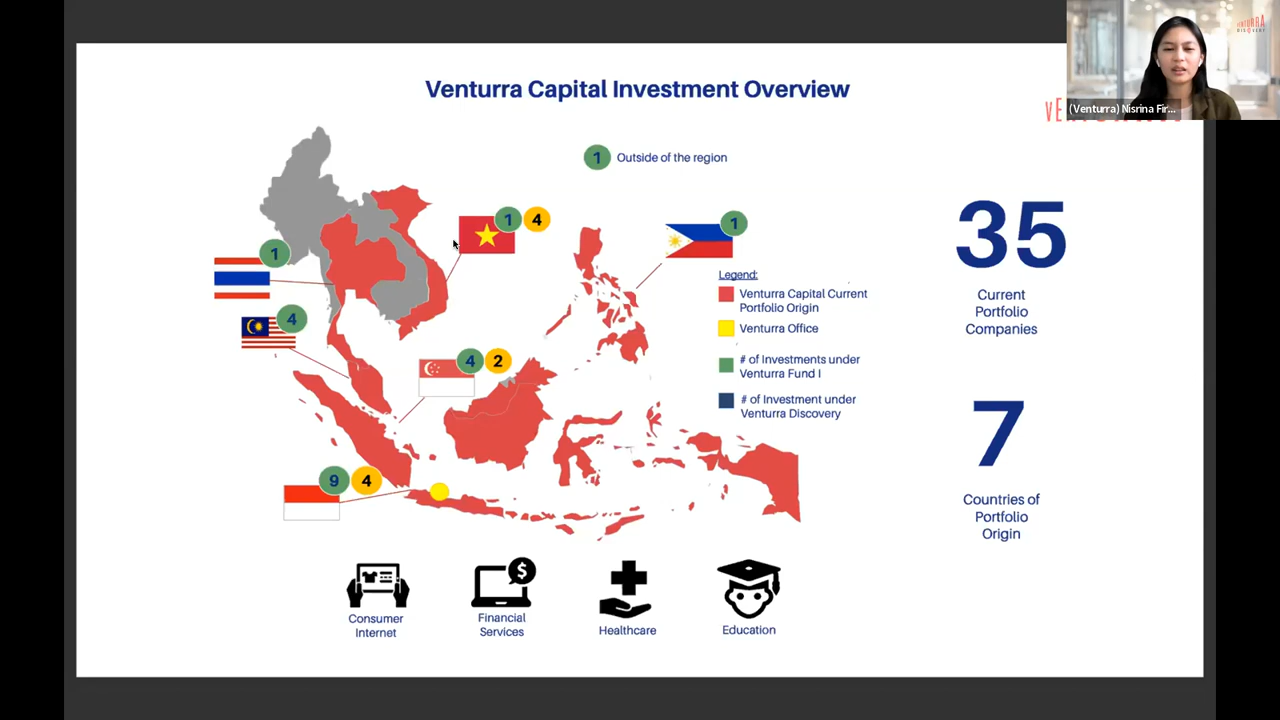 Venturra Capital Investment Overview
(Venturra) Nisrina Fir...
1 Outside of the region
1 4
1
1
4
4 2
9 4
Legend:
Venturra Capital Current
Portfolio Origin
Venturra Office
# of Investments under
Venturra Fund I
# of Investment under
Venturra Discovery
35
Current
Portfolio
Companies
7
Countries of
Portfolio
Origin
Consumer
Internet
Financial
Services
Healthcare
Education